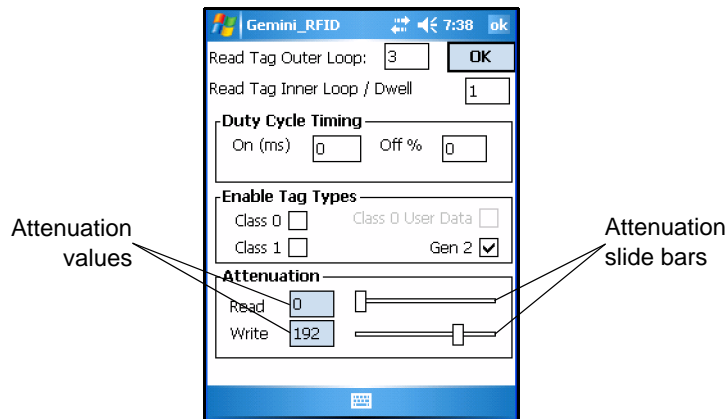 Gemini_RFID 7:38 ok
Read Tag Outer Loop: 3 OK
Read Tag Inner Loop / Dwell 1
Duty Cycle Timing
On (ms) 0 Off % 0
Enable Tag Types
Class 0 Class 0 User Data
Class 1 Gen 2
Attenuation
Read 0
Write 192
Attenuation
values
Attenuation
slide bars